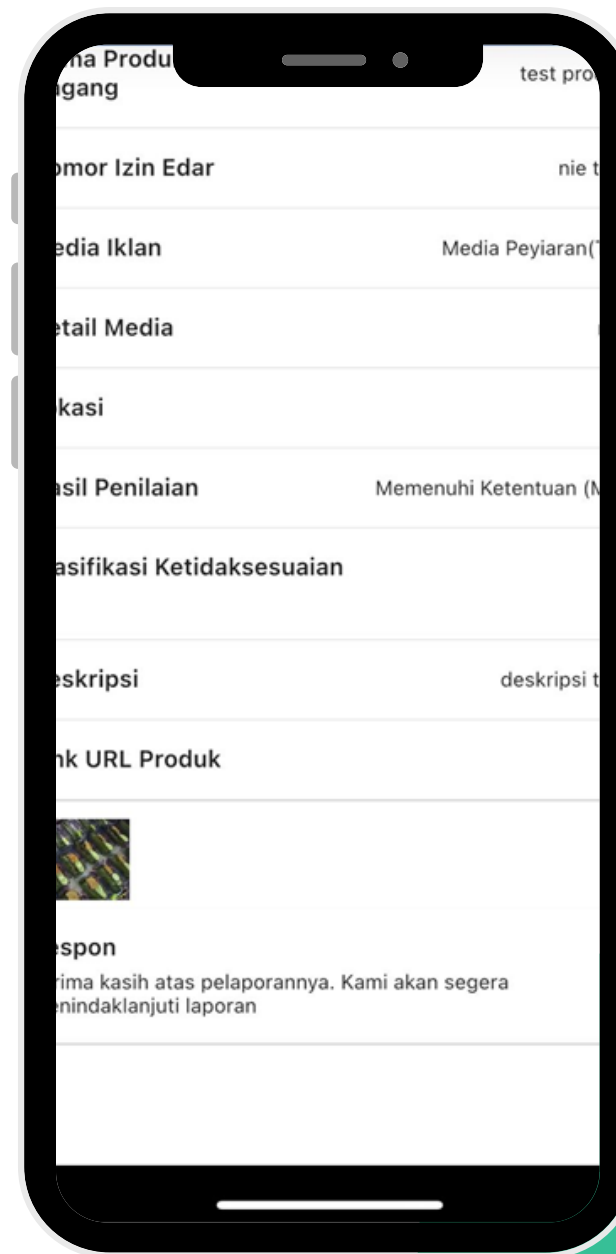 ma Produ
agang
test pro
omor Izin Edar
nie t
edia Iklan
Media Peyiaran(T
etail Media
kasi
asil Penilaian
Memenuhi Ketentuan (M
asifikasi Ketidaksesuaian
eskripsi
deskripsi t
nk URL Produk
espon
rima kasih atas pelaporannya. Kami akan segera
enindaklanjuti laporan